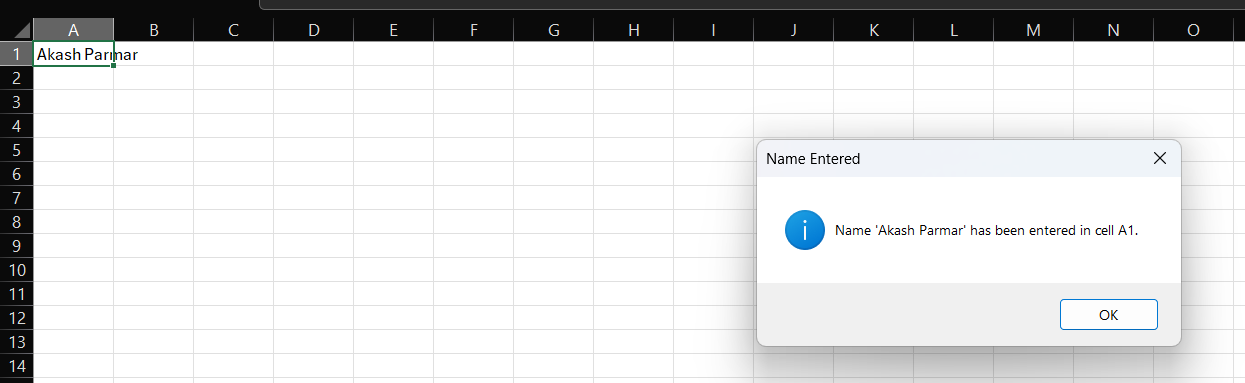 A B C D E F G H I J K L M N O
1 Akash Parmar
2
3
4
5
6
7
8
9
10
11
12
13
14
Name Entered
Name 'Akash Parmar' has been entered in cell A1.
OK